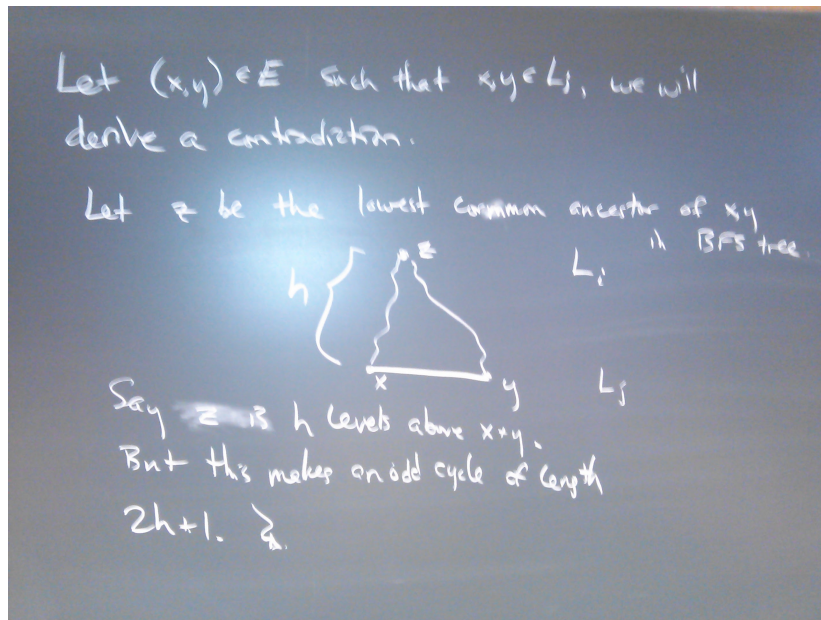 Let (x,y) ∈ E such that x,y ∈ Lj, we will
derive a contradiction.
Let z be the lowest common ancestor of x,y
in BFS tree.
z
Li
h
x
y
Lj
Say z is h levels above x+y.
But this makes an odd cycle of length
2h+1.